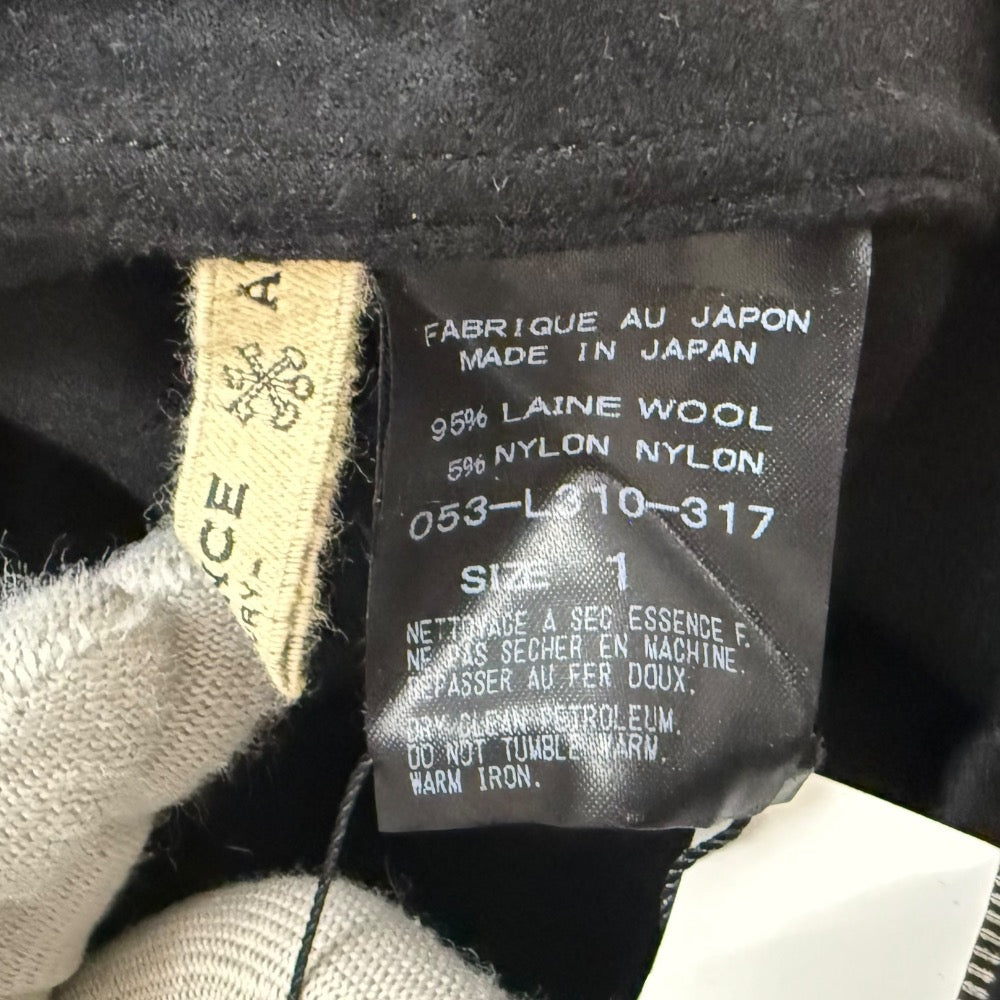 A
YCE
RY-
FABRIQUE AU JAPON
MADE IN JAPAN
95% LAINE WOOL
5% NYLON NYLON
053-L310-317
SIZE 1
NETTOYAGE A SEC ESSENCE F.
NE PAS SECHER EN MACHINE.
REPASSER AU FER DOUX.
DRY CLEAN PETROLEUM.
DO NOT TUMBLE WARM.
WARM IRON.